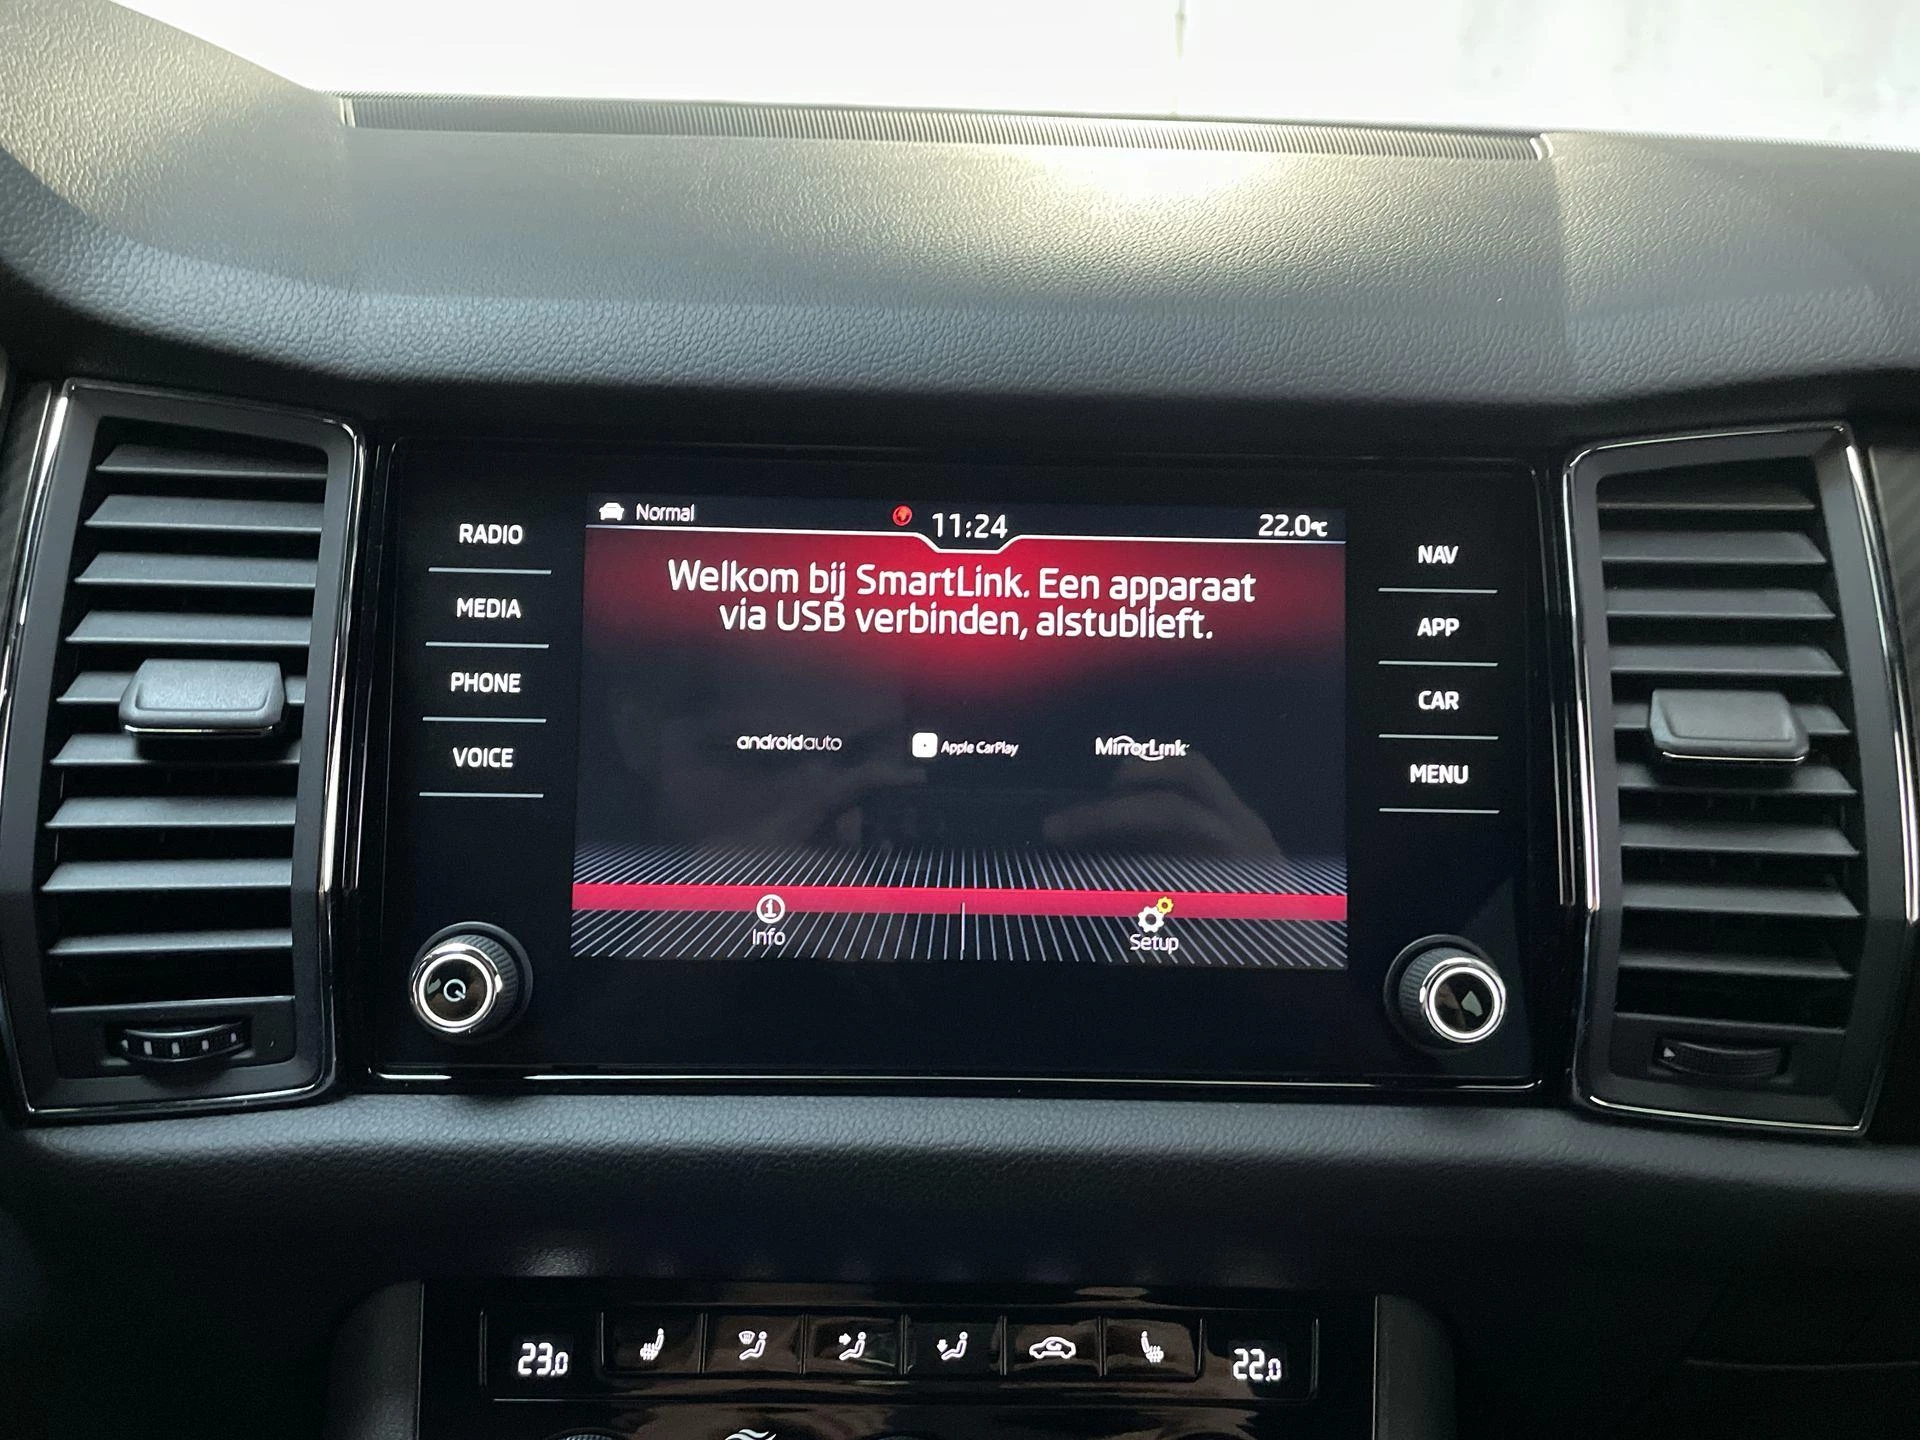 Normal
11:24
22.0°C
RADIO
MEDIA
PHONE
VOICE
Welkom bij SmartLink. Een apparaat
via USB verbinden, alstublieft.
androidauto
Apple CarPlay
MirrorLink
Info
Setup
NAV
APP
CAR
MENU
23.0
22.0